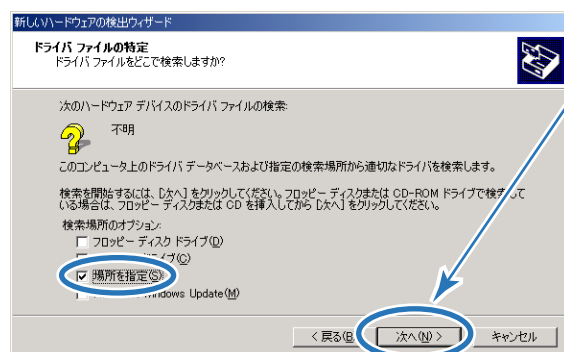 新しいハードウェアの検出ウィザード
ドライバ ファイルの特定
ドライバ ファイルをどこで検索しますか?
次のハードウェア デバイスのドライバ ファイルの検索:
不明
このコンピュータ上のドライバ データベースおよび指定の検索場所から適切なドライバを検索します。
検索を開始するには、[次へ] をクリックしてください。フロッピー ディスクまたは CD-ROM ドライブで検索して
いる場合は、フロッピー ディスクまたは CD を挿入してから [次へ] をクリックしてください。
検索場所のオプション:
フロッピー ディスク ドライブ(D)
(C)
場所を指定(S)
Windows Update(M)
< 戻る(B
次へ(N) >
キャンセル